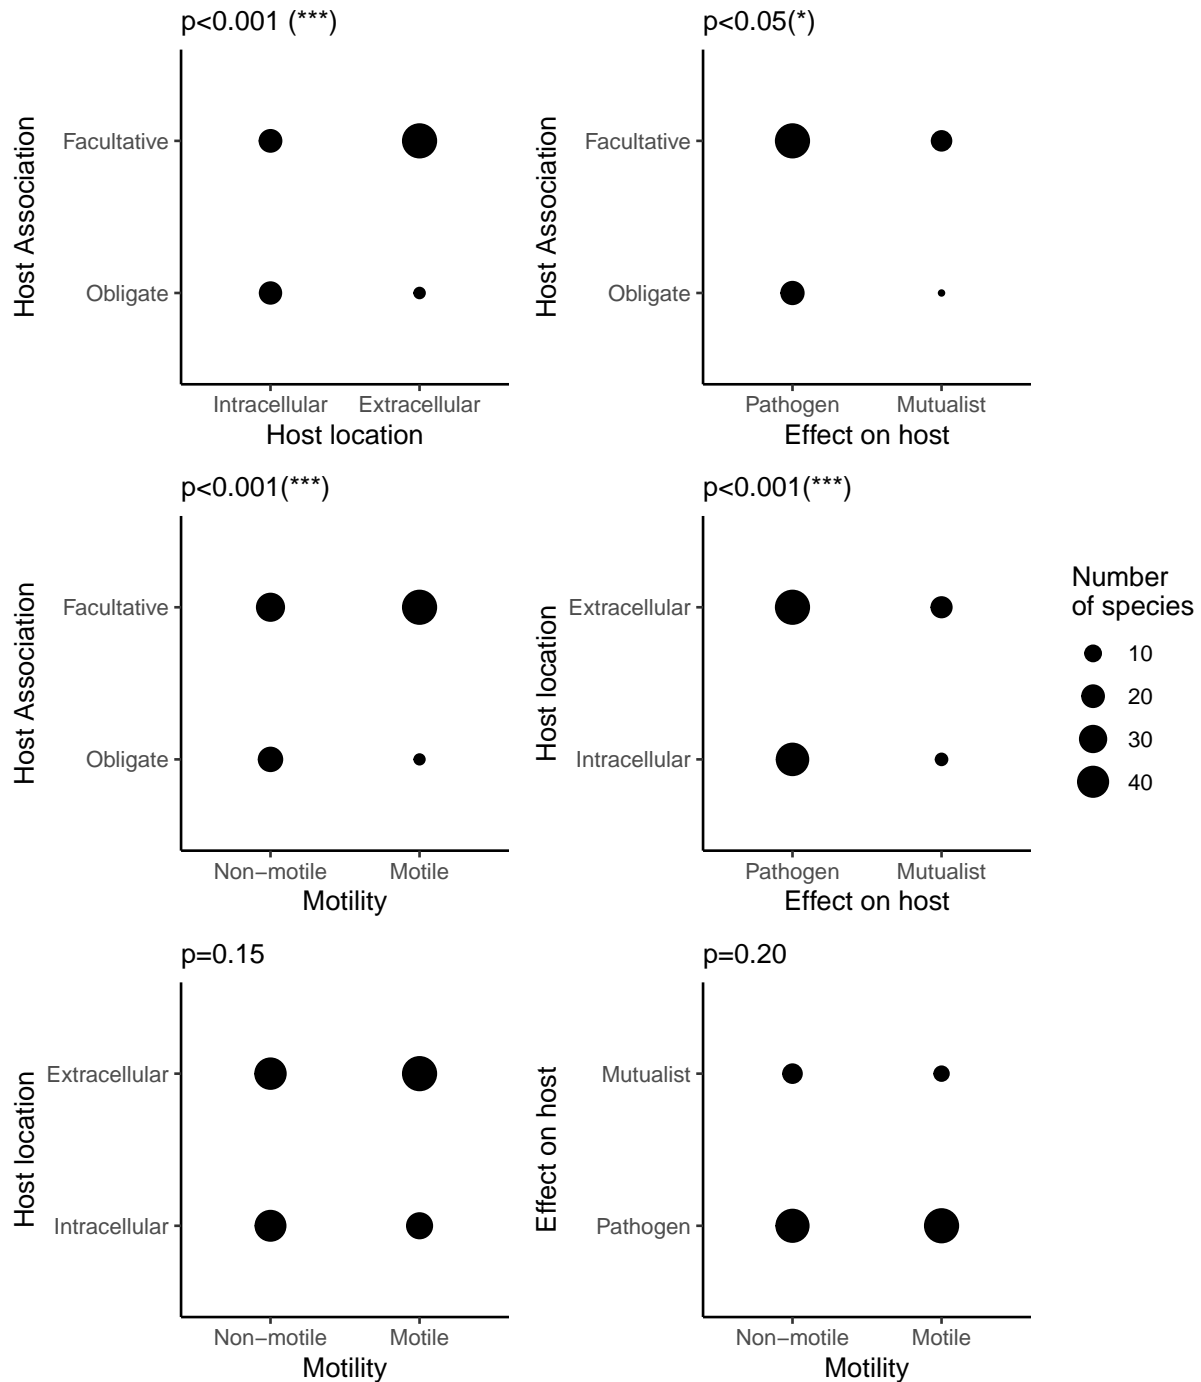 p<0.001 (***)
Host Association
Facultative
Obligate
Intracellular Extracellular
Host location
p<0.05(*)
Host Association
Facultative
Obligate
Pathogen Mutualist
Effect on host
p<0.001(***)
Host Association
Facultative
Obligate
Non−motile Motile
Motility
p<0.001(***)
Host location
Extracellular
Intracellular
Pathogen Mutualist
Effect on host
Number
of species
10
20
30
40
p=0.15
Host location
Extracellular
Intracellular
Non−motile Motile
Motility
p=0.20
Effect on host
Mutualist
Pathogen
Non−motile Motile
Motility